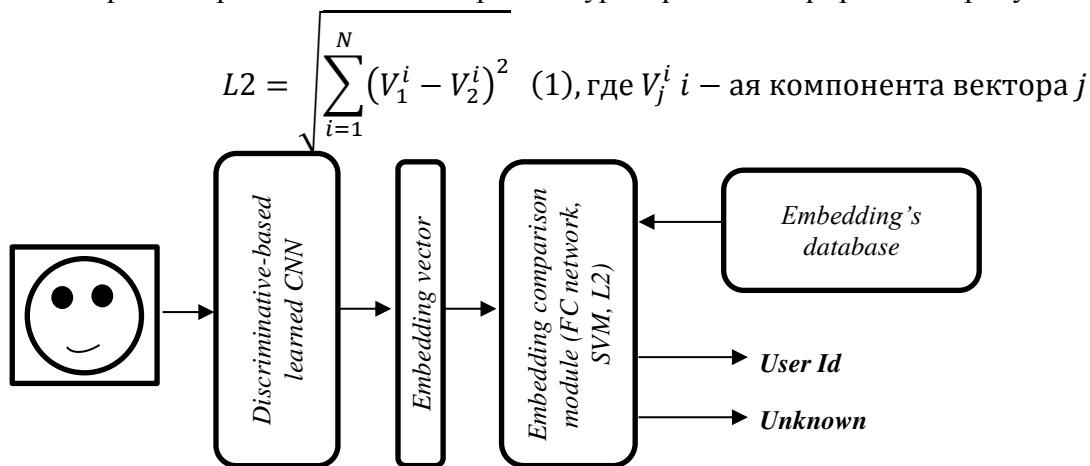 L2 = √∑_{i=1}^{N}(V_1^i − V_2^i)^2 (1), где V_j^i i − ая компонента вектора j
Discriminative-based
learned CNN
Embedding vector
Embedding comparison
module (FC network,
SVM, L2)
Embedding’s
database
User Id
Unknown